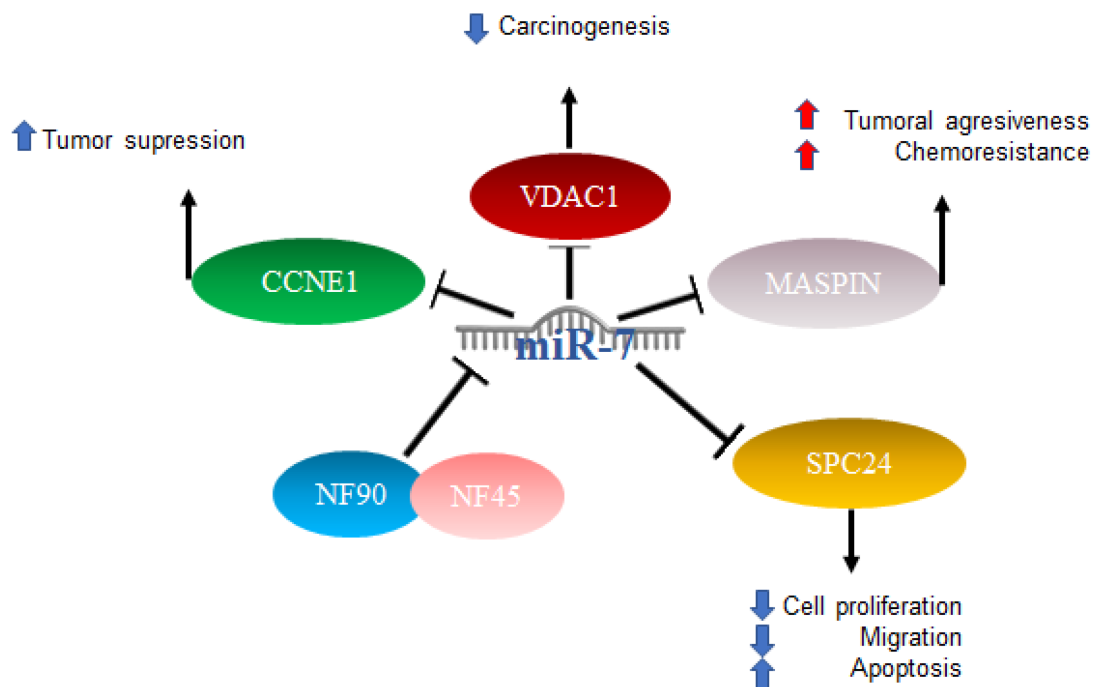 Carcinogenesis
Tumor supression
Tumoral agresiveness
Chemoresistance
VDAC1
CCNE1
MASPIN
miR-7
NF90
NF45
SPC24
Cell proliferation
Migration
Apoptosis